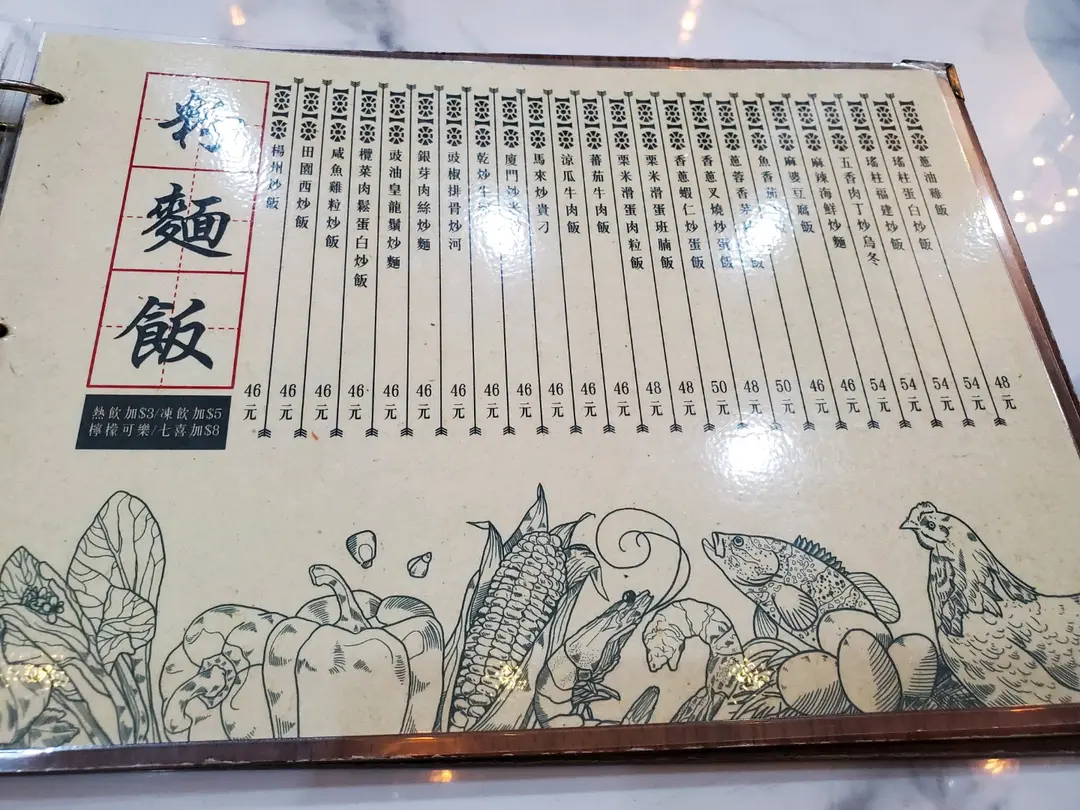 粉
麵
飯
熱飲加$3/凍飲加$5
檸檬可樂/七喜加$8
楊州炒飯 46元
田園西炒飯 46元
咸魚雞粒炒飯 46元
欖菜肉鬆蛋白炒飯 46元
豉油皇龍鬚炒麵 46元
銀芽肉絲炒麵 46元
豉椒排骨炒河 46元
乾炒牛 46元
廈門炒 46元
馬來炒貴刁 46元
涼瓜牛肉飯 46元
蕃茄牛肉飯 46元
栗米滑蛋肉粒飯 48元
栗米滑蛋班腩飯 48元
香蔥蝦仁炒蛋飯 50元
香蔥叉燒炒蛋飯 48元
蔥蓉香茅 飯 50元
魚香茄 46元
麻婆豆腐飯 46元
麻辣海鮮炒麵 54元
五香肉丁炒烏冬 54元
瑤柱福建炒飯 54元
瑤柱蛋白炒飯 54元
蔥油雞飯 48元